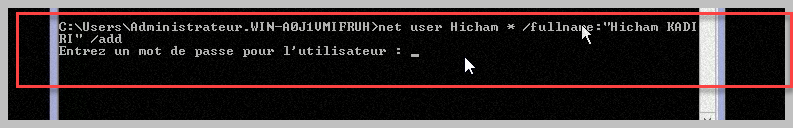 C:\Users\Administrateur.WIN-A0J1VMIFRUH>net user Hicham * /fullname:"Hicham KADI
RI" /add
Entrez un mot de passe pour l'utilisateur : _